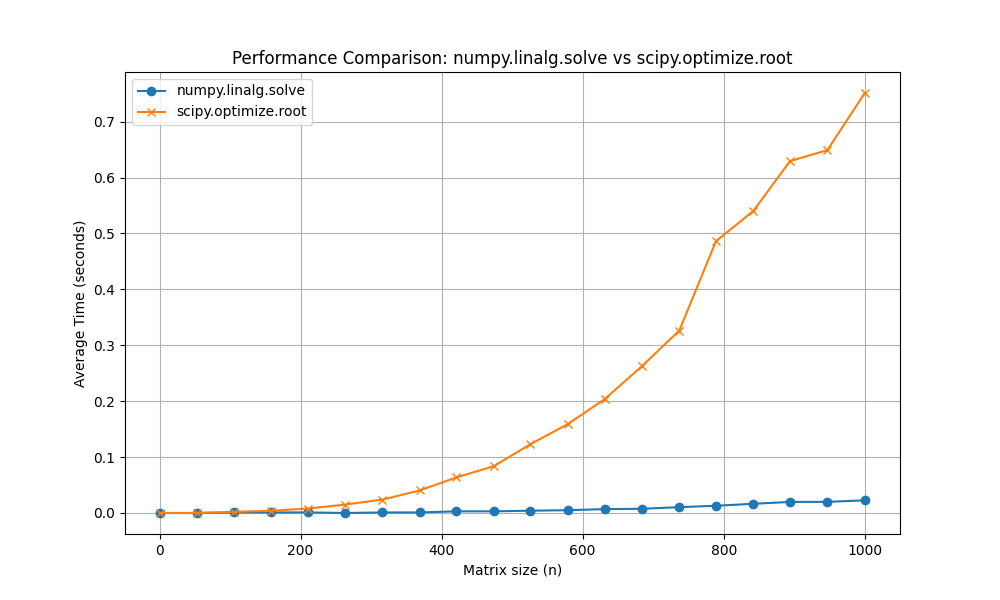 Performance Comparison: numpy.linalg.solve vs scipy.optimize.root
numpy.linalg.solve
scipy.optimize.root
Average Time (seconds)
0.7
0.6
0.5
0.4
0.3
0.2
0.1
0.0
0 200 400 600 800 1000
Matrix size (n)